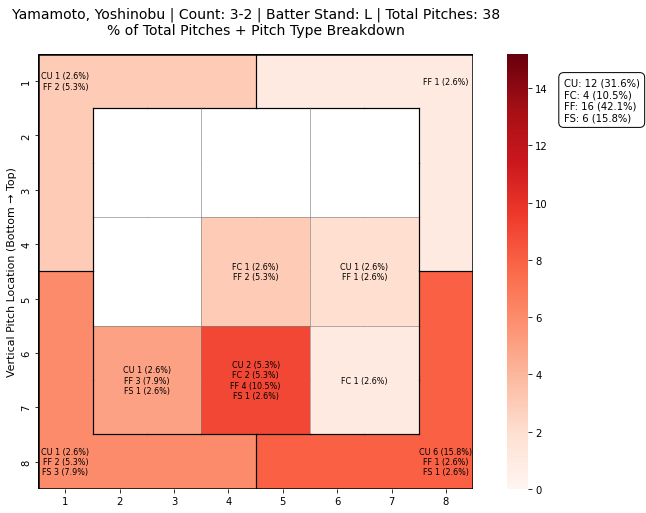 Yamamoto, Yoshinobu | Count: 3-2 | Batter Stand: L | Total Pitches: 38
% of Total Pitches + Pitch Type Breakdown
Vertical Pitch Location (Bottom → Top)
1
2
3
4
5
6
7
8
CU 1 (2.6%)
FF 2 (5.3%)
FF 1 (2.6%)
FC 1 (2.6%)
FF 2 (5.3%)
CU 1 (2.6%)
FF 1 (2.6%)
CU 1 (2.6%)
FF 3 (7.9%)
FS 1 (2.6%)
CU 2 (5.3%)
FC 2 (5.3%)
FF 4 (10.5%)
FS 1 (2.6%)
FC 1 (2.6%)
CU 1 (2.6%)
FF 2 (5.3%)
FS 3 (7.9%)
CU 6 (15.8%)
FF 1 (2.6%)
FS 1 (2.6%)
1 2 3 4 5 6 7 8
14
12
10
8
6
4
2
0
CU: 12 (31.6%)
FC: 4 (10.5%)
FF: 16 (42.1%)
FS: 6 (15.8%)